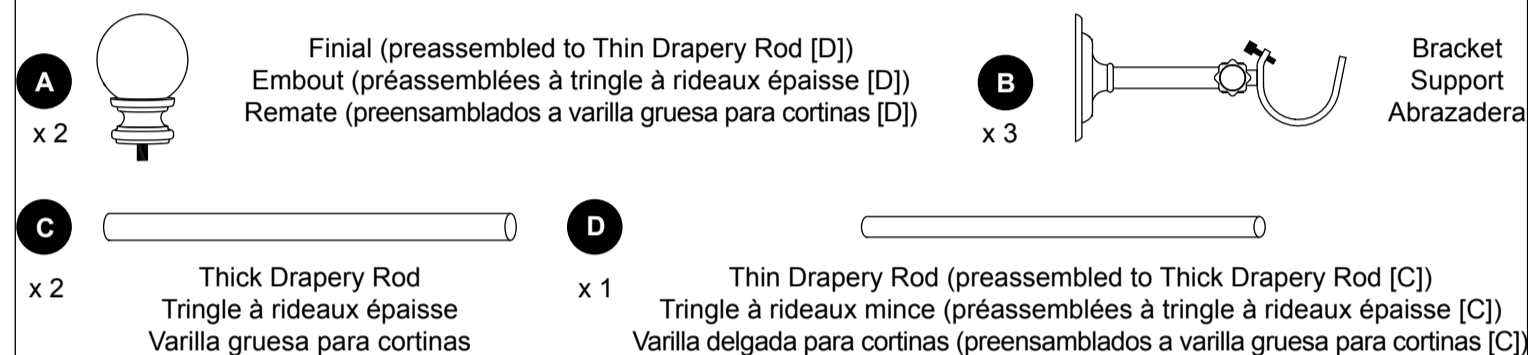 A
x 2
Finial (preassembled to Thin Drapery Rod [D])
Embout (préassemblées à tringle à rideaux épaisse [D])
Remate (preensamblados a varilla gruesa para cortinas [D])
B
x 3
Bracket
Support
Abrazadera
C
x 2
Thick Drapery Rod
Tringle à rideaux épaisse
Varilla gruesa para cortinas
D
x 1
Thin Drapery Rod (preassembled to Thick Drapery Rod [C])
Tringle à rideaux mince (préassemblées à tringle à rideaux épaisse [C])
Varilla delgada para cortinas (preensamblados a varilla gruesa para cortinas [C])